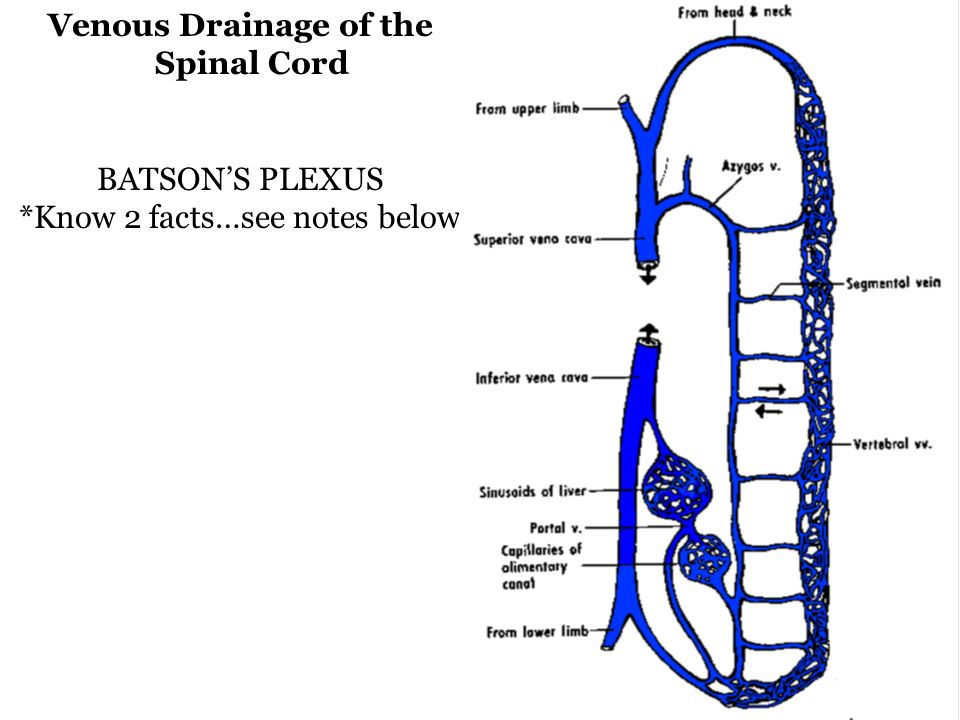 Venous Drainage of the
Spinal Cord
BATSON’S PLEXUS
*Know 2 facts…see notes below
From head & neck
From upper limb
Azygos v.
Superior vena cava
Segmental vein
Inferior vena cava
Vertebral vv.
Sinusoids of liver
Portal v.
Capillaries of
alimentary
canal
From lower limb